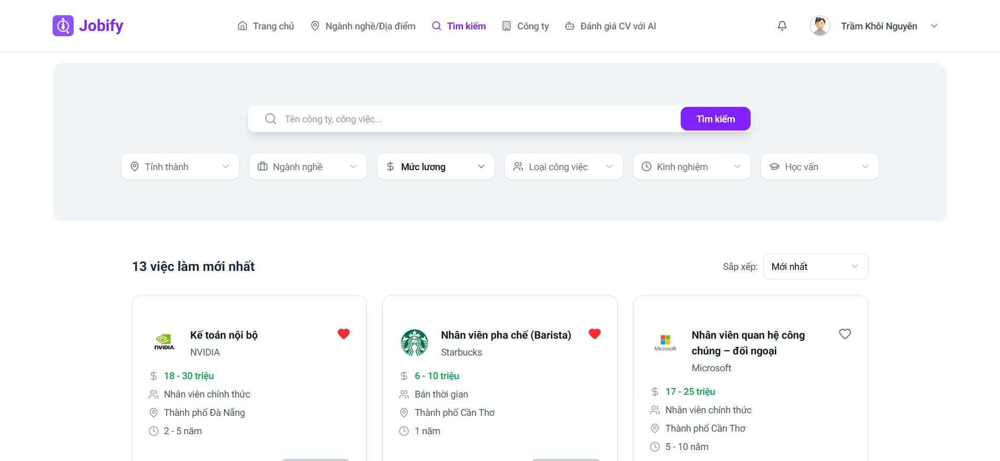 Jobify
Trang chủ
Ngành nghề/Địa điểm
Tìm kiếm
Công ty
Đánh giá CV với AI
Trầm Khôi Nguyên
Tên công ty, công việc...
Tìm kiếm
Tỉnh thành
Ngành nghề
Mức lương
Loại công việc
Kinh nghiệm
Học vấn
13 việc làm mới nhất
Sắp xếp:
Mới nhất
NVIDIA.
Kế toán nội bộ
NVIDIA
18 - 30 triệu
Nhân viên chính thức
Thành phố Đà Nẵng
2 - 5 năm
Nhân viên pha chế (Barista)
Starbucks
6 - 10 triệu
Bán thời gian
Thành phố Cần Thơ
1 năm
Microsoft
Nhân viên quan hệ công
chúng – đối ngoại
Microsoft
17 - 25 triệu
Nhân viên chính thức
Thành phố Cần Thơ
5 - 10 năm